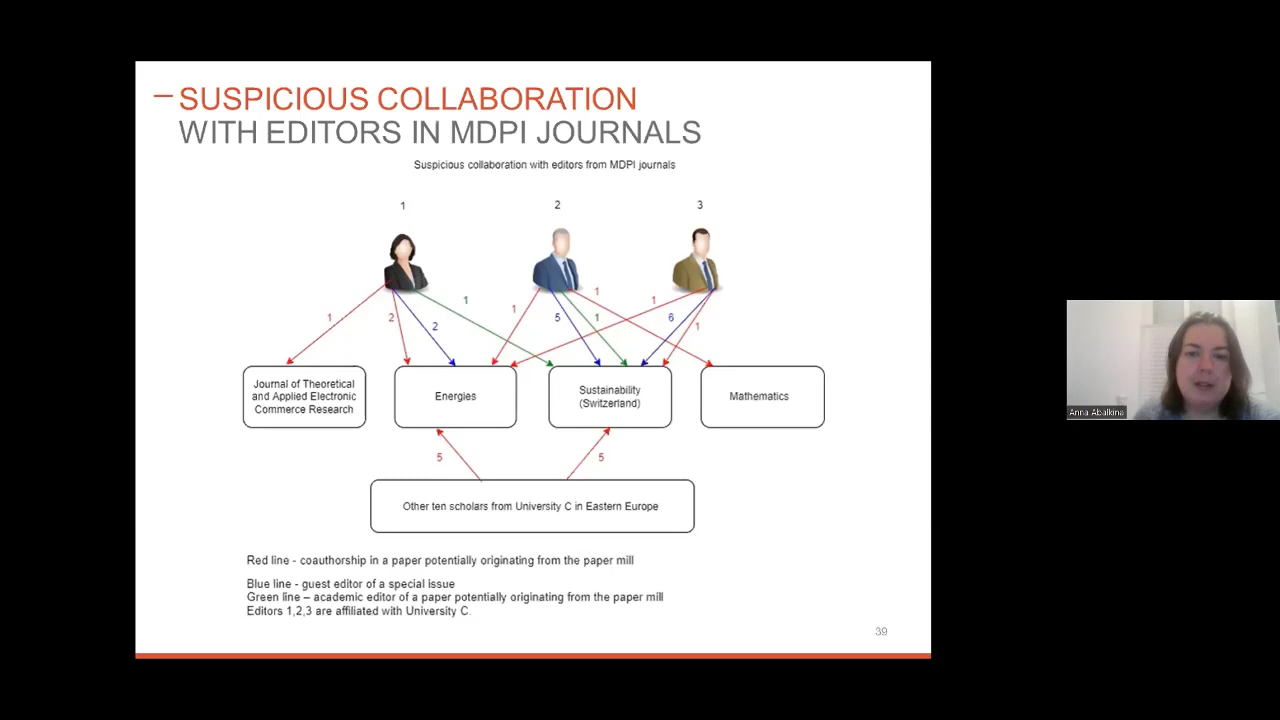 SUSPICIOUS COLLABORATION
WITH EDITORS IN MDPI JOURNALS
Suspicious collaboration with editors from MDPI journals
1
2
3
1
2
2
1
1
5
1
1
1
6
1
Journal of Theoretical
and Applied Electronic
Commerce Research
Energies
Sustainability
(Switzerland)
Mathematics
5
5
Other ten scholars from University C in Eastern Europe
Red line - coauthorship in a paper potentially originating from the paper mill
Blue line - guest editor of a special issue
Green line – academic editor of a paper potentially originating from the paper mill
Editors 1,2,3 are affiliated with University C.
39
Anna Abalkina